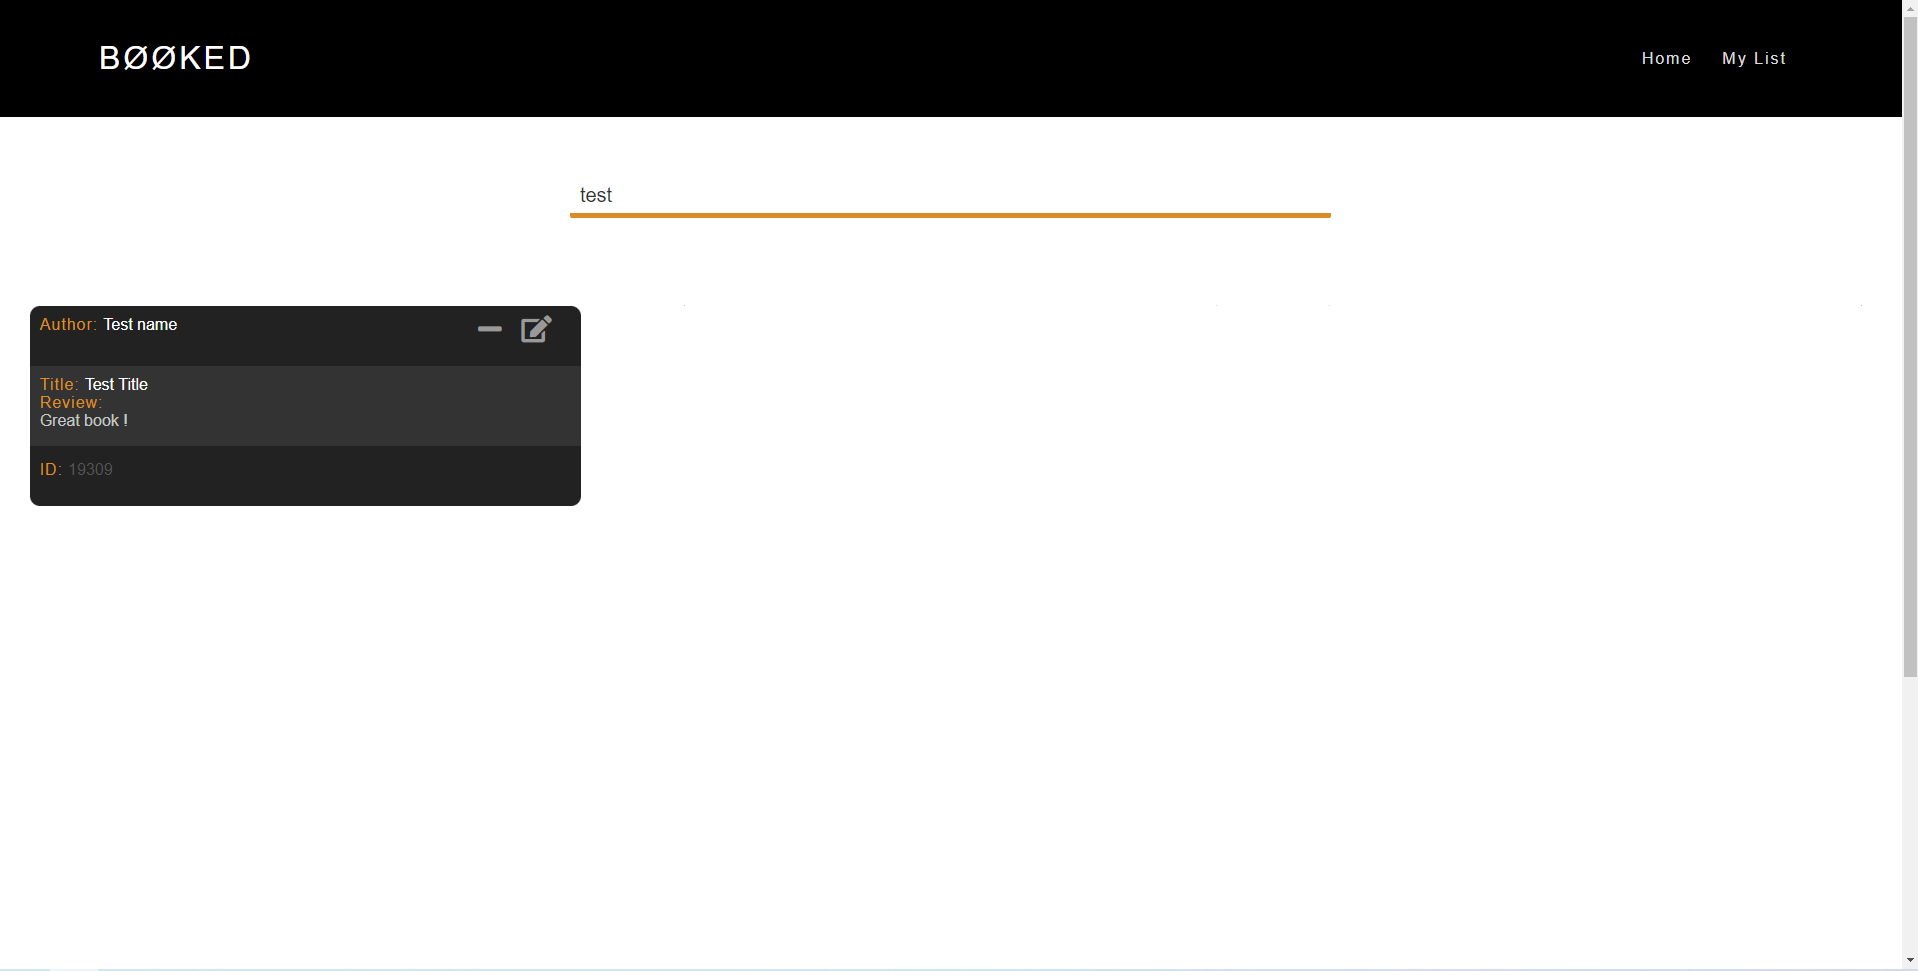 BØØKED
Home
My List
test
Author: Test name
Title: Test Title
Review:
Great book !
ID: 19309